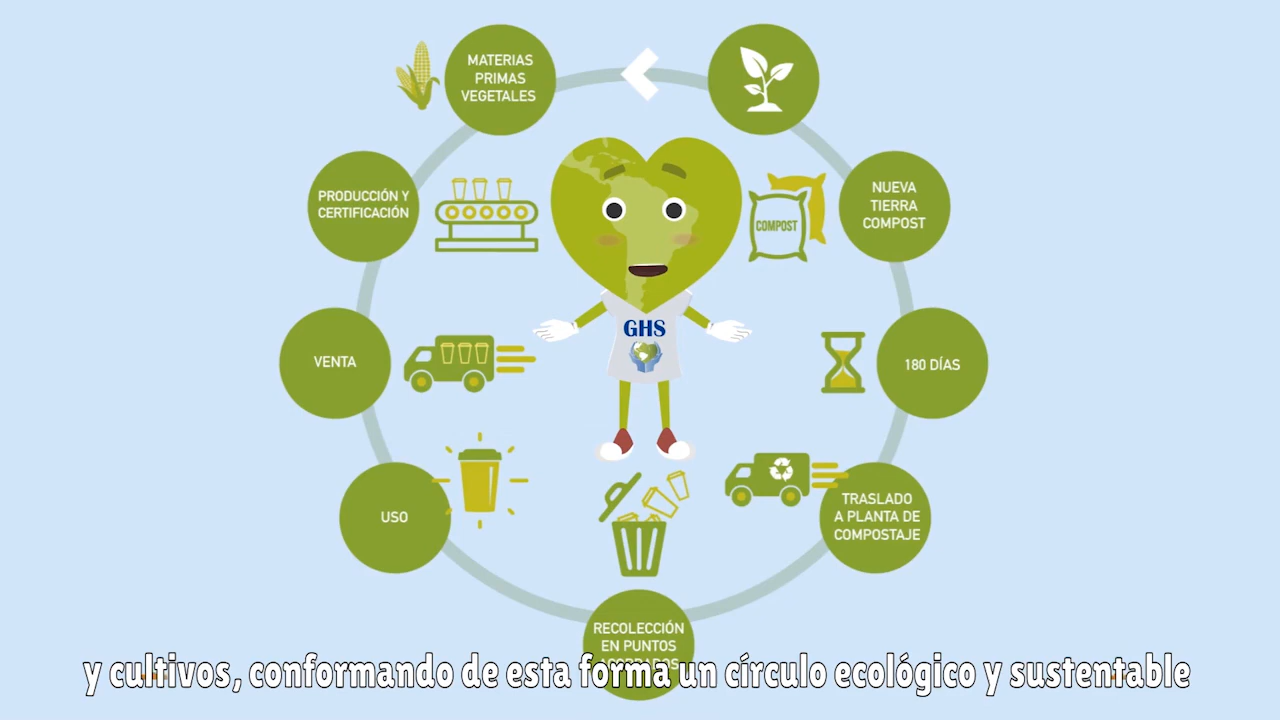 MATERIAS
PRIMAS
VEGETALES
PRODUCCIÓN Y
CERTIFICACIÓN
COMPOST
NUEVA
TIERRA
COMPOST
GHS
VENTA
180 DÍAS
USO
TRASLADO
A PLANTA DE
COMPOSTAJE
RECOLECCIÓN
EN PUNTOS
y cultivos, conformando de esta forma un círculo ecológico y sustentable